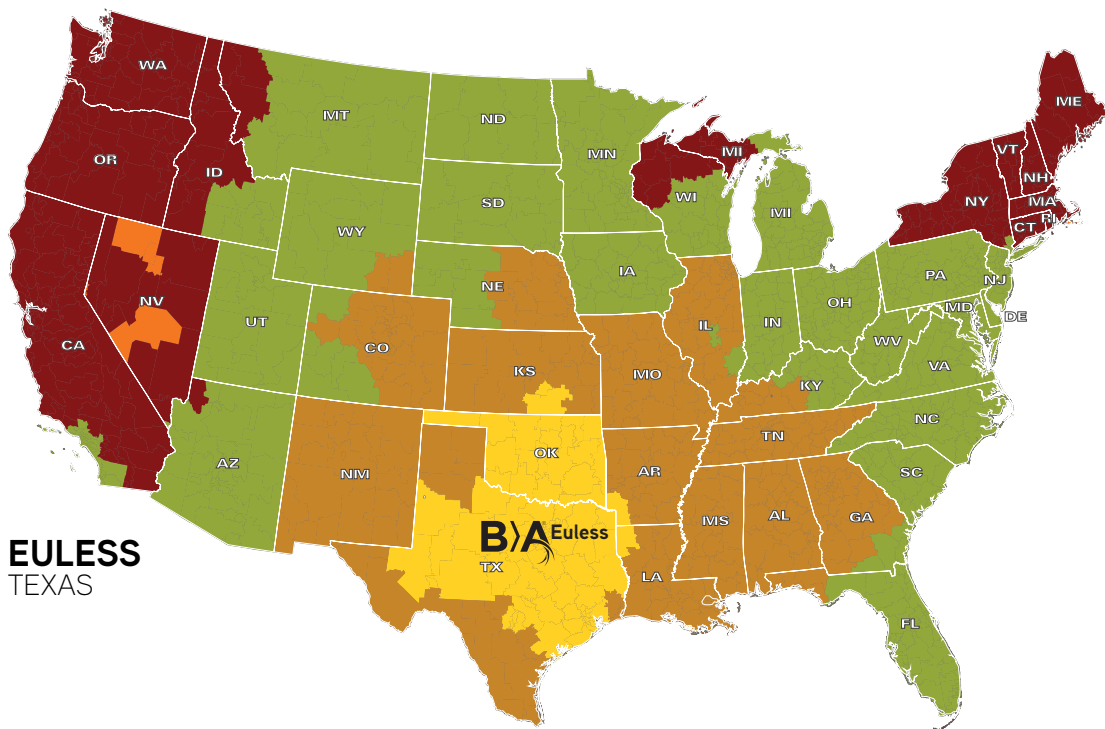 WA
MT
ND
ME
OR
MN
VT
MI
ID
NH
NY
MA
RI
CT
SD
WI
MI
WY
IA
PA
NJ
NE
OH
MD
DE
NV
UT
IL
IN
WV
CA
CO
VA
KS
MO
KY
NC
TN
AZ
NM
OK
AR
SC
MS
AL
GA
B⟩A Euless
TX
LA
FL
EULESS
TEXAS